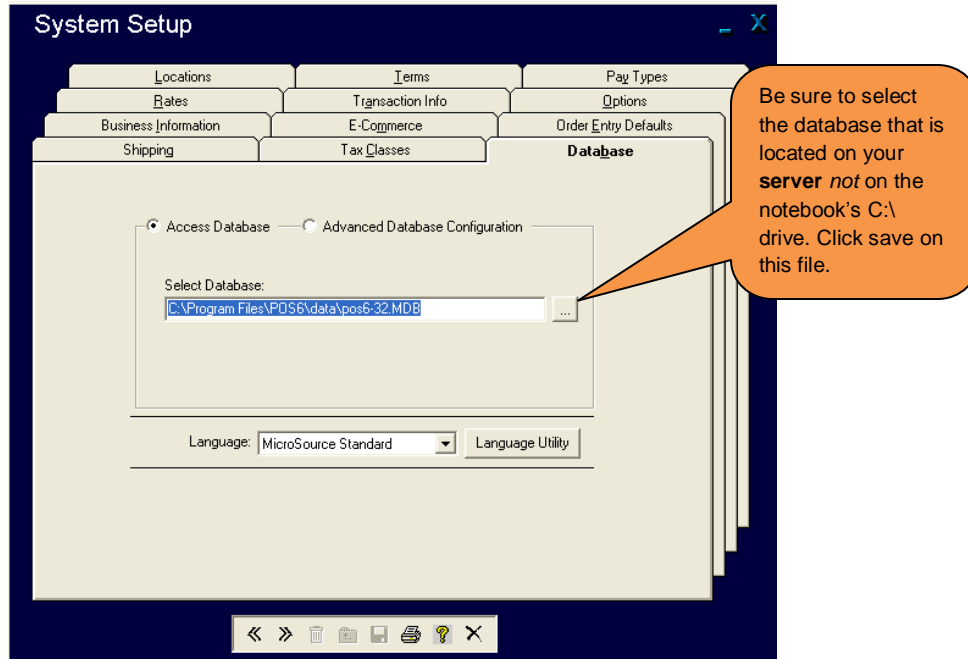 System Setup
Locations
Terms
Pay Types
Rates
Transaction Info
Options
Business Information
E-Commerce
Order Entry Defaults
Shipping
Tax Classes
Database
Access Database
Advanced Database Configuration
Select Database:
C:\Program Files\POS6\data\pos6-32.MDB
...
Language:
MicroSource Standard
Language Utility
Be sure to select
the database that is
located on your
server not on the
notebook's C:\
drive. Click save on
this file.